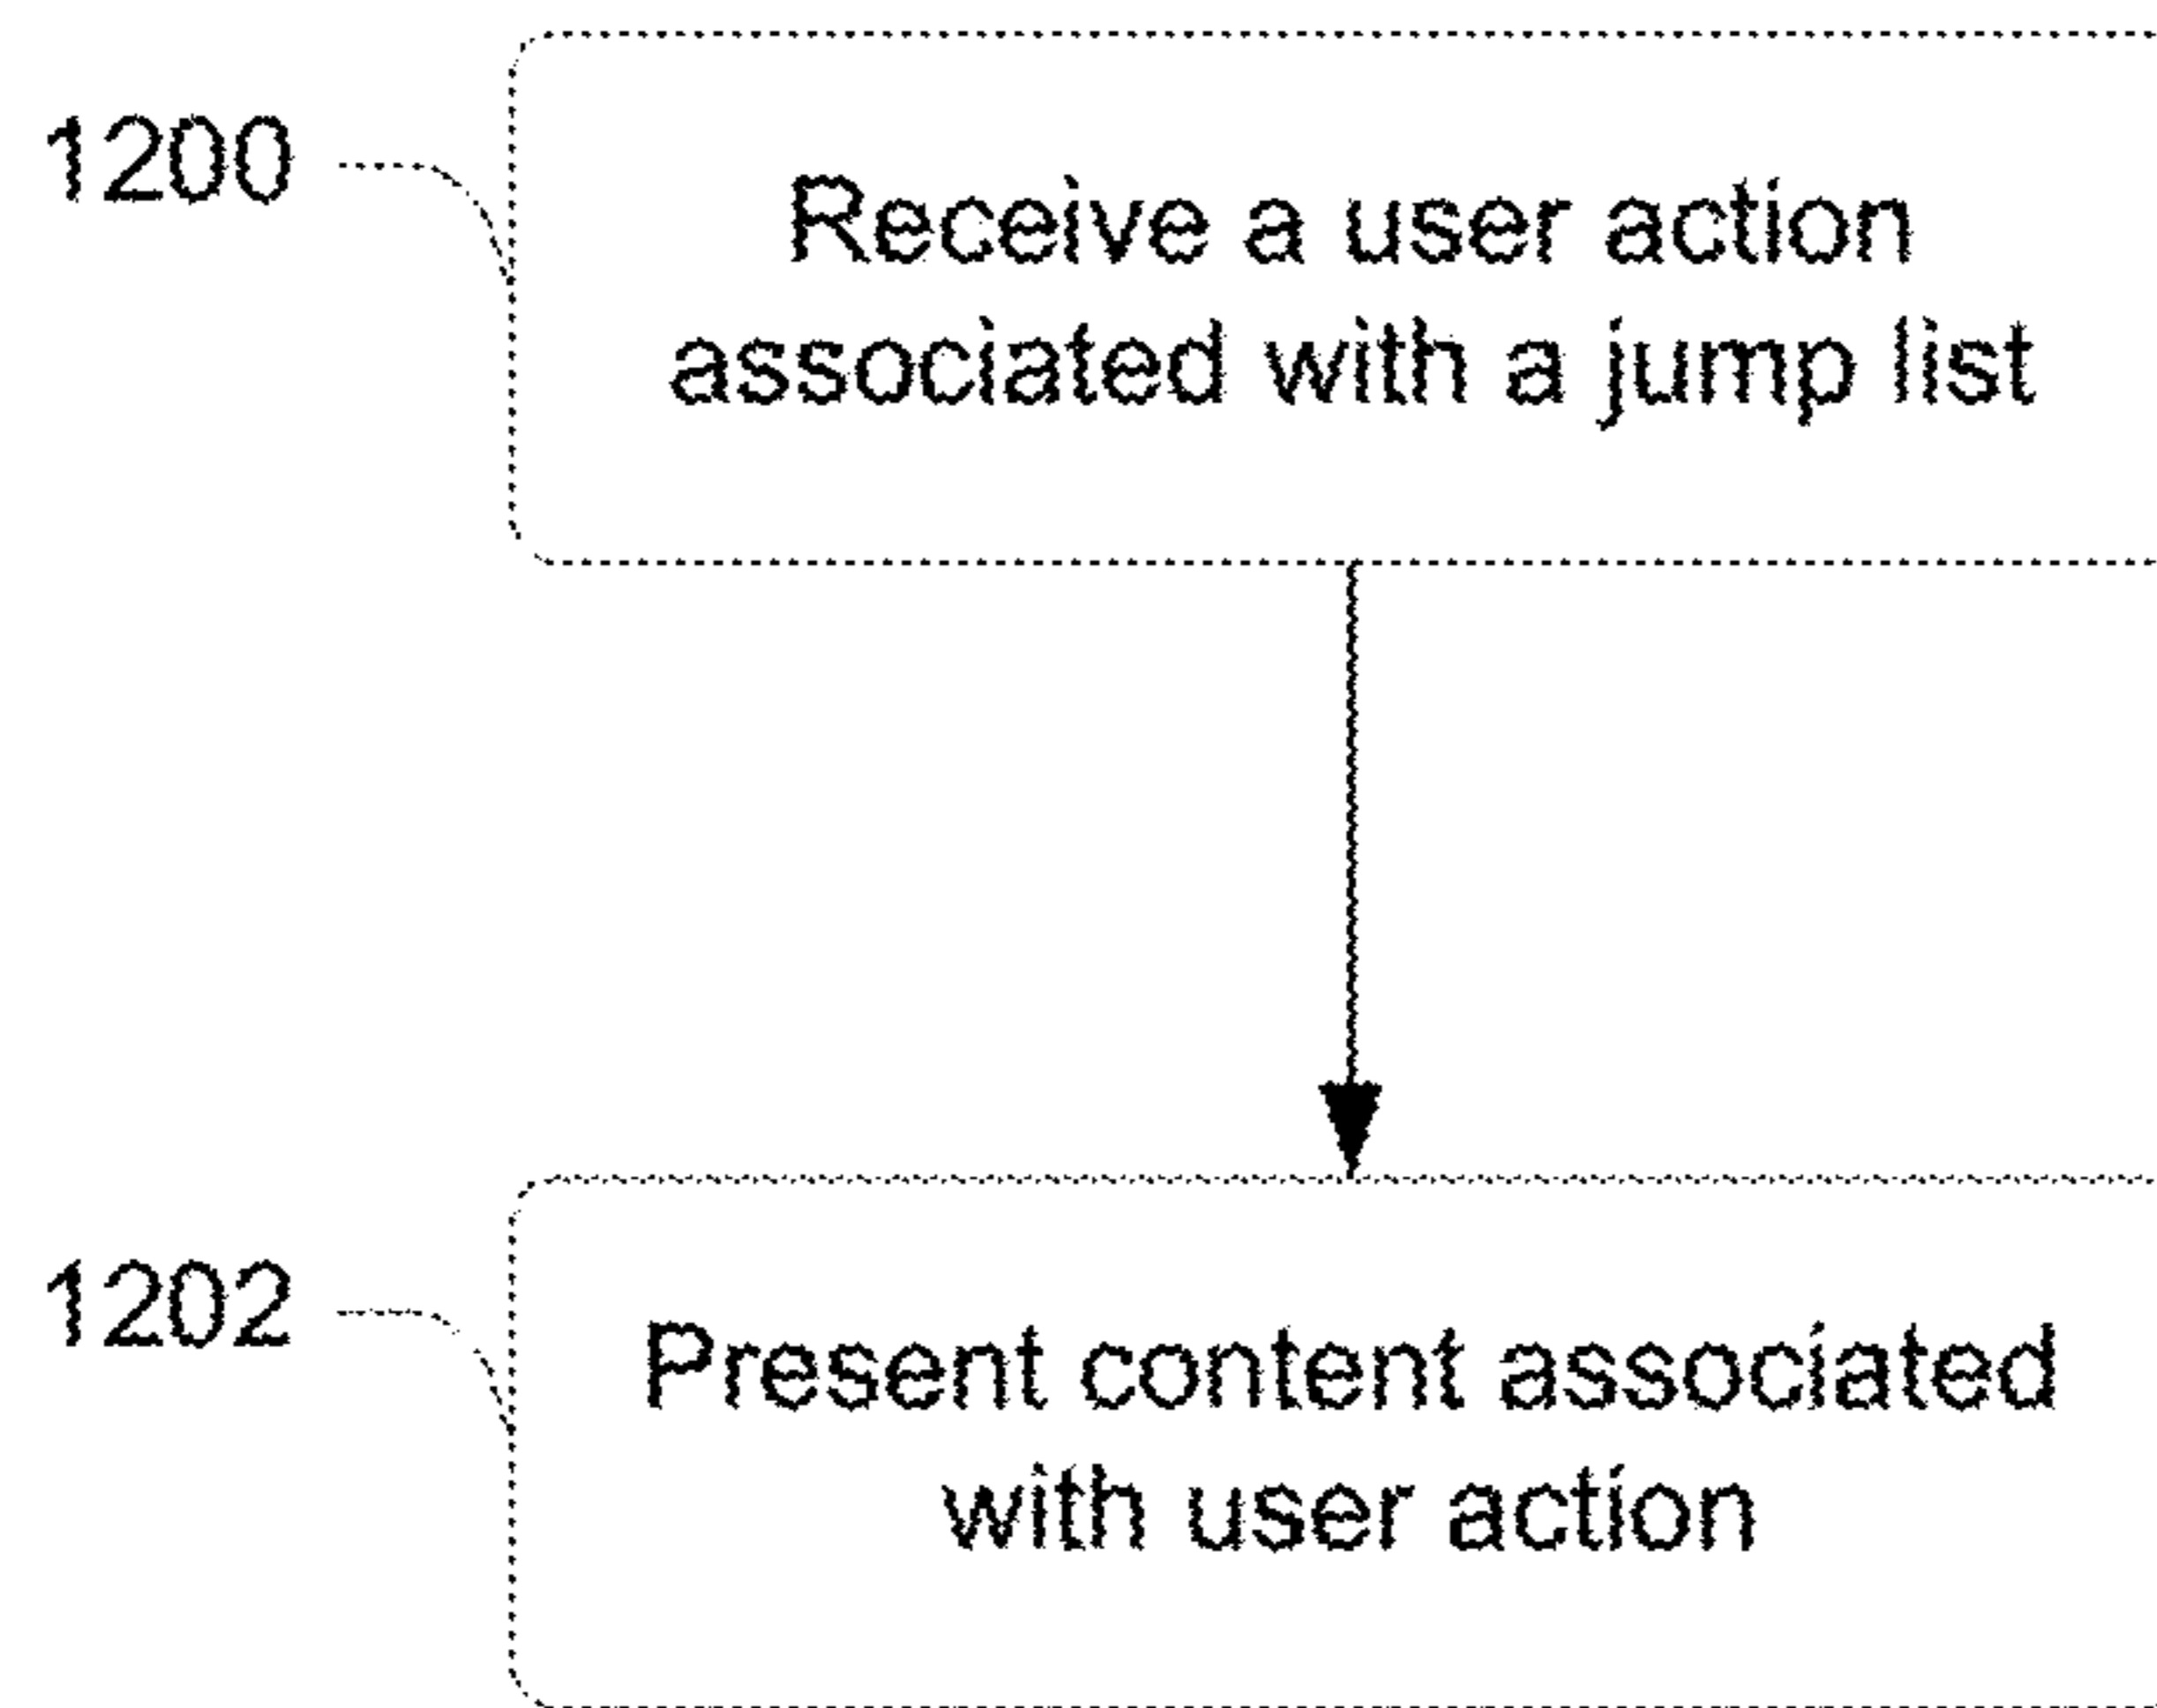 1200
Receive a user action
associated with a jump list
1202
Present content associated
with user action